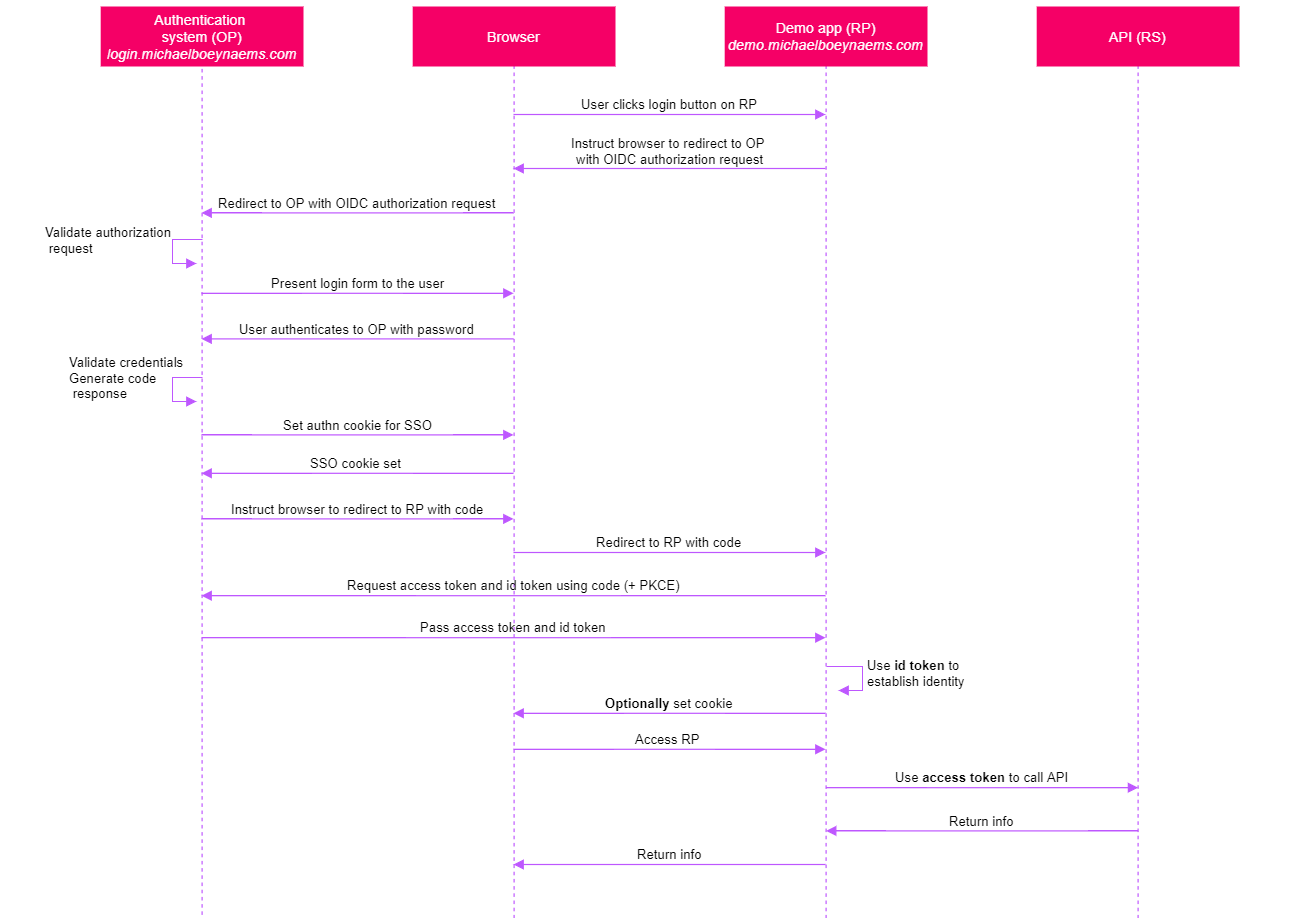 Authentication
system (OP)
login.michaelboeynaems.com
Browser
Demo app (RP)
demo.michaelboeynaems.com
API (RS)
User clicks login button on RP
Instruct browser to redirect to OP
with OIDC authorization request
Redirect to OP with OIDC authorization request
Validate authorization
request
Present login form to the user
User authenticates to OP with password
Validate credentials
Generate code
response
Set authn cookie for SSO
SSO cookie set
Instruct browser to redirect to RP with code
Redirect to RP with code
Request access token and id token using code (+ PKCE)
Pass access token and id token
Use id token to
establish identity
Optionally set cookie
Access RP
Use access token to call API
Return info
Return info